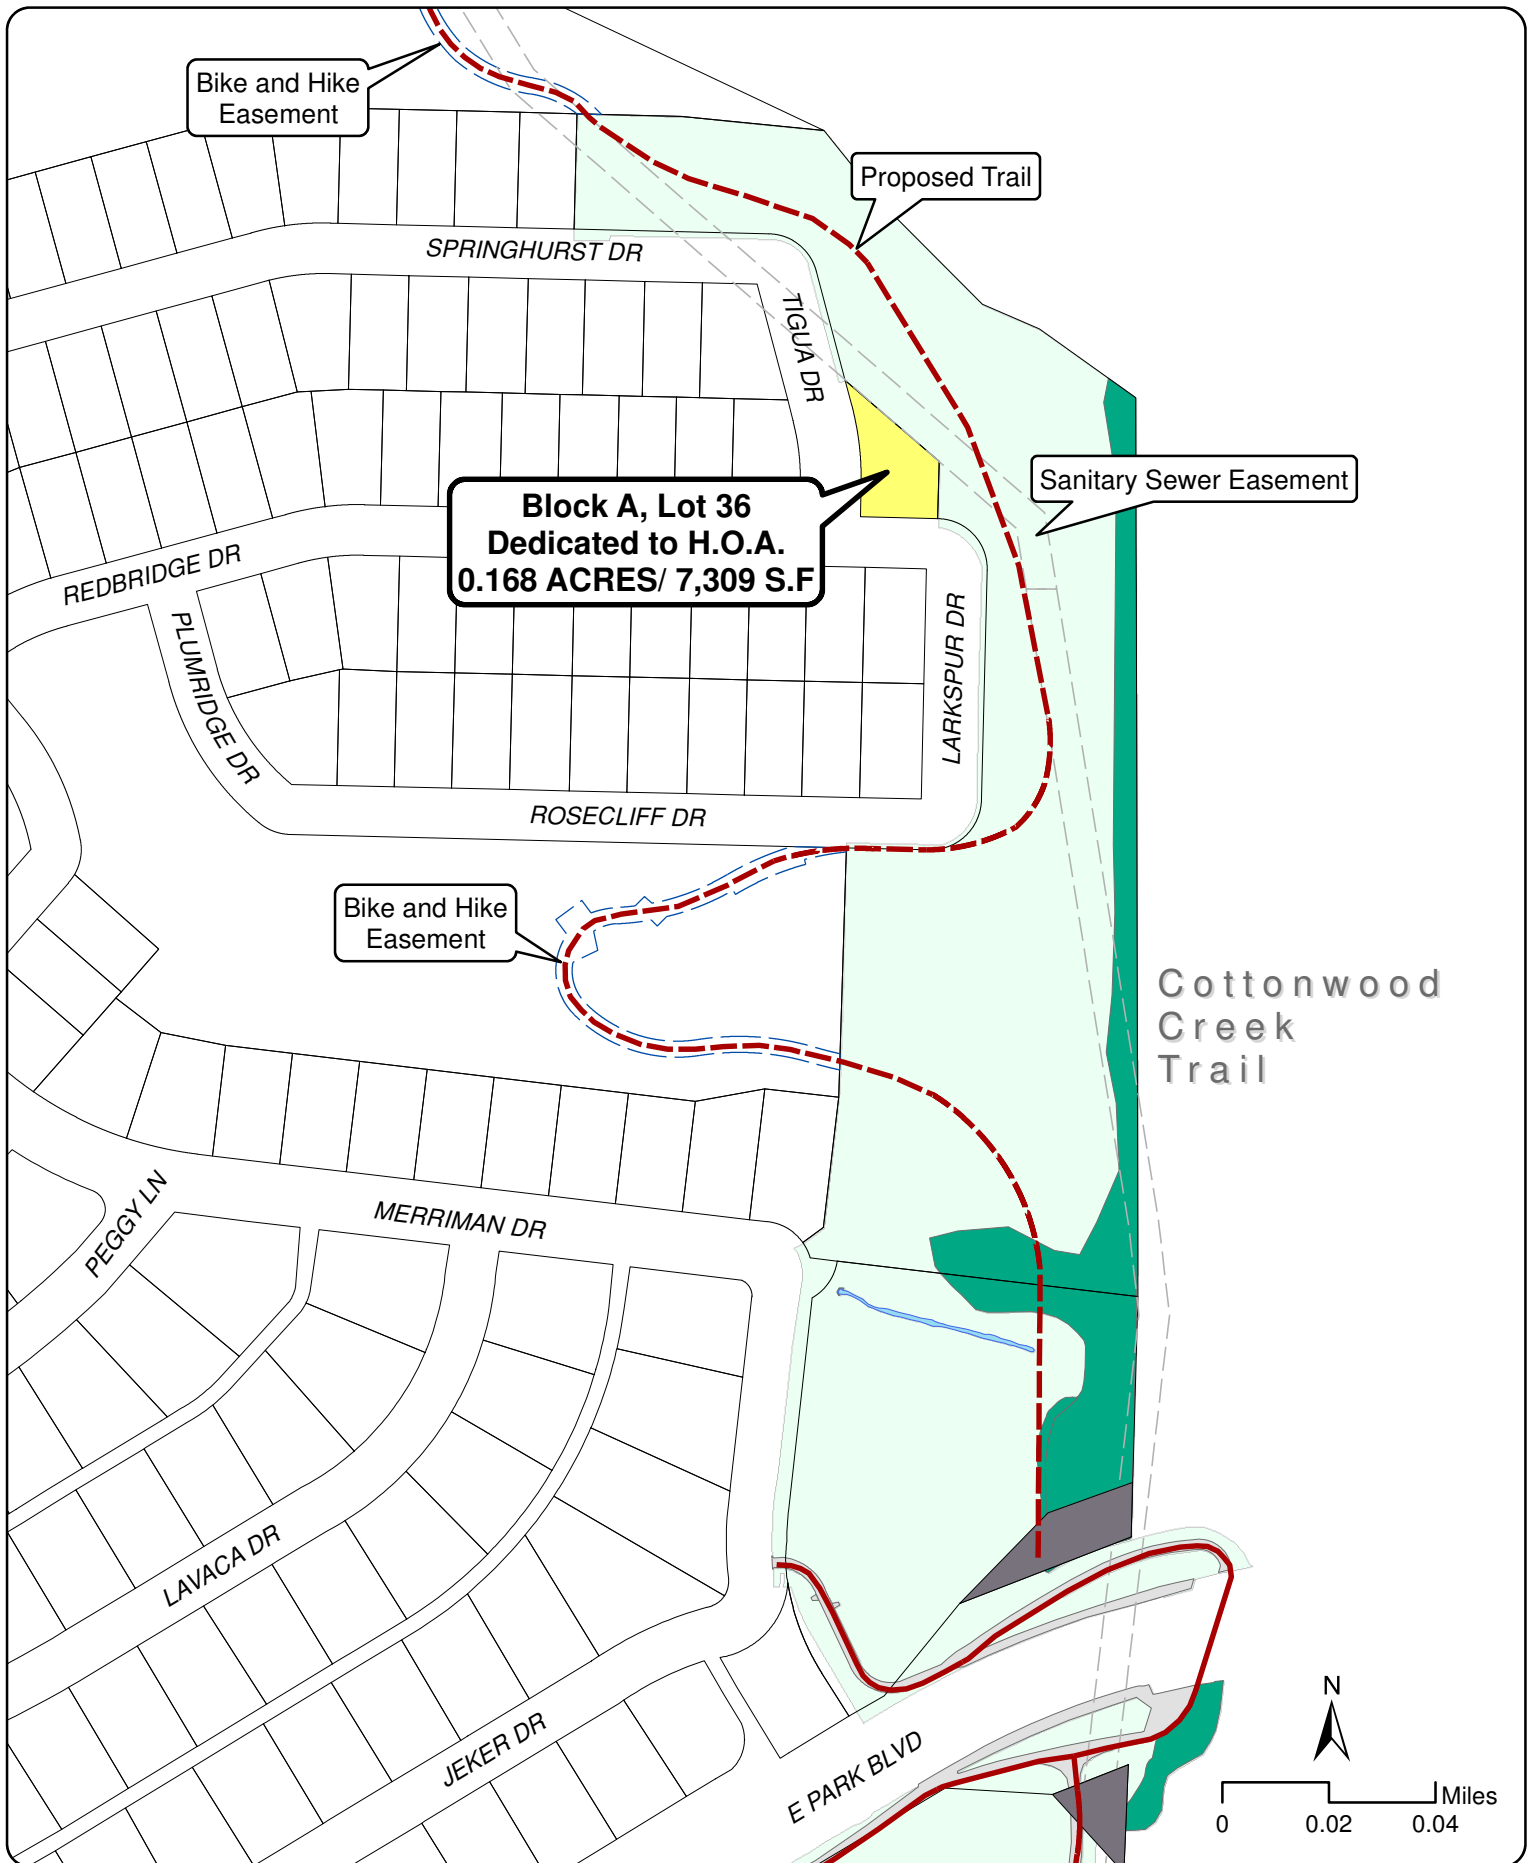 Bike and Hike
Easement
Proposed Trail
SPRINGHURST DR
TIGUA DR
Sanitary Sewer Easement
Block A, Lot 36
Dedicated to H.O.A.
0.168 ACRES/ 7,309 S.F
REDBRIDGE DR
PLUMRIDGE DR
LARKSPUR DR
ROSECLIFF DR
Bike and Hike
Easement
Cottonwood
Creek
Trail
PEGGY LN
MERRIMAN DR
LAVACA DR
JEKER DR
E PARK BLVD
N
Miles
0 0.02 0.04